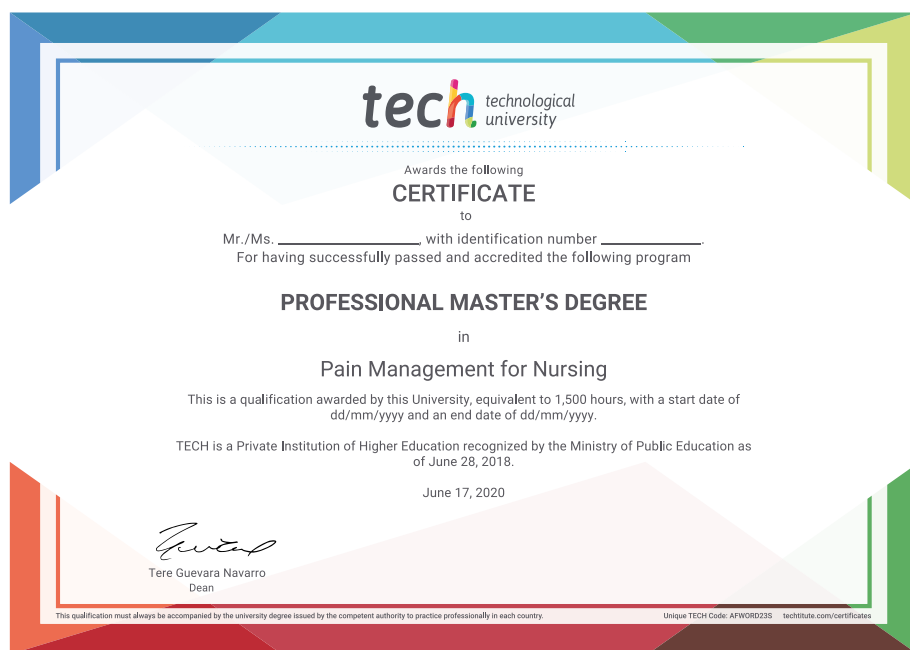 tech technological
university
Awards the following
CERTIFICATE
to
Mr./Ms. ____________________, with identification number ______________.
For having successfully passed and accredited the following program
PROFESSIONAL MASTER'S DEGREE
in
Pain Management for Nursing
This is a qualification awarded by this University, equivalent to 1,500 hours, with a start date of
dd/mm/yyyy and an end date of dd/mm/yyyy.
TECH is a Private Institution of Higher Education recognized by the Ministry of Public Education as
of June 28, 2018.
June 17, 2020
Tere Guevara Navarro
Dean
This qualification must always be accompanied by the university degree issued by the competent authority to practice professionally in each country.
Unique TECH Code: AFWORD23S techtitute.com/certificates